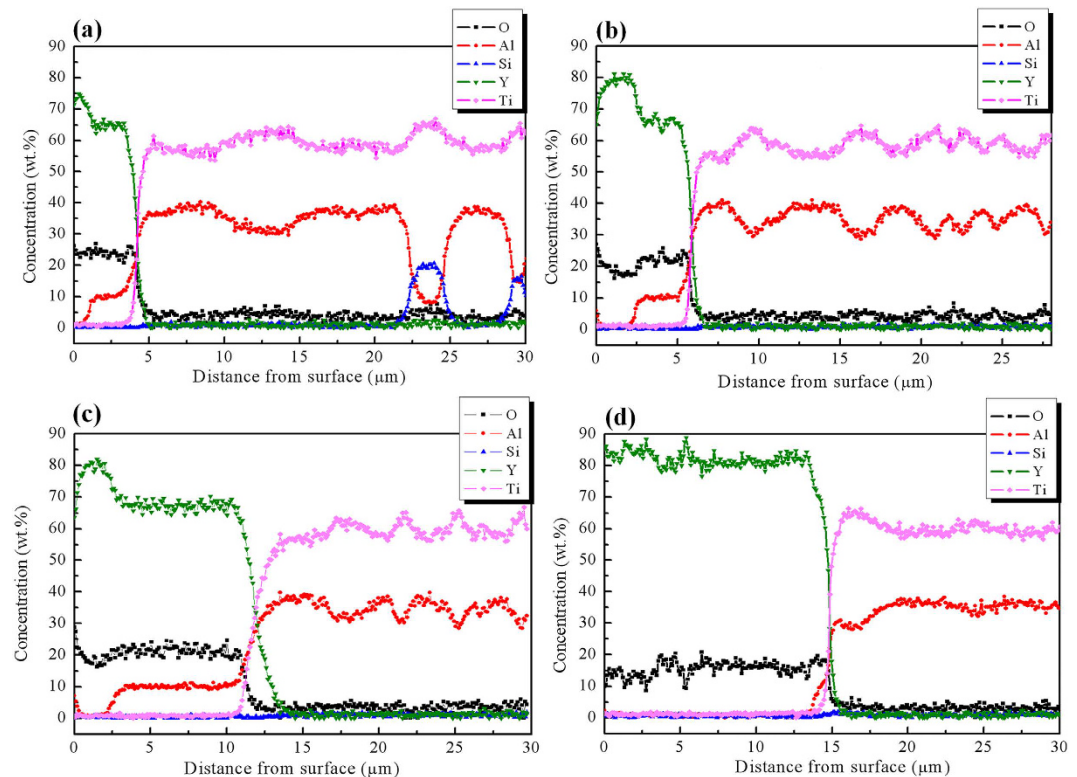 (a)
O
Al
Si
Y
Ti
90
80
70
60
50
40
30
20
10
0
Concentration (wt.%)
0 5 10 15 20 25 30
Distance from surface (μm)
(b)
O
Al
Si
Y
Ti
90
80
70
60
50
40
30
20
10
0
Concentration (wt.%)
0 5 10 15 20 25
Distance from surface (μm)
(c)
O
Al
Si
Y
Ti
90
80
70
60
50
40
30
20
10
0
Concentration (wt.%)
0 5 10 15 20 25 30
Distance from surface (μm)
(d)
O
Al
Si
Y
Ti
90
80
70
60
50
40
30
20
10
0
Concentration (wt.%)
0 5 10 15 20 25 30
Distance from surface (μm)